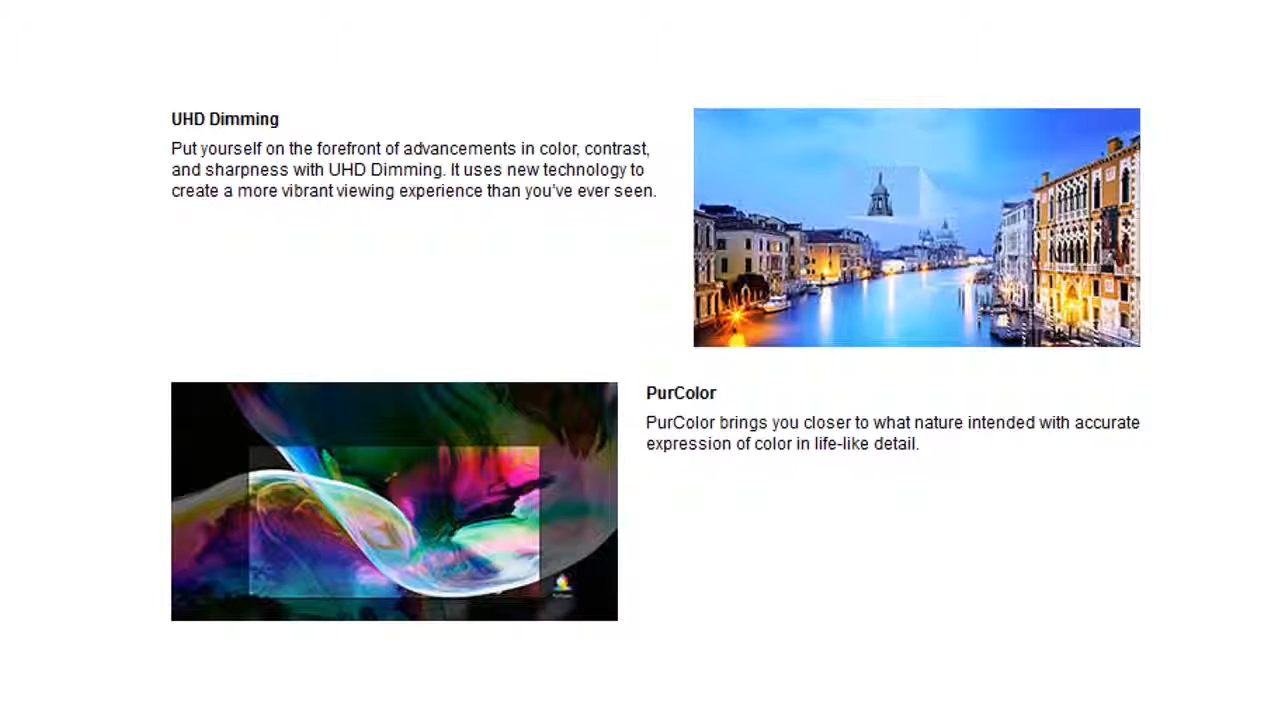 UHD Dimming
Put yourself on the forefront of advancements in color, contrast,
and sharpness with UHD Dimming. It uses new technology to
create a more vibrant viewing experience than you've ever seen.
PurColor
PurColor brings you closer to what nature intended with accurate
expression of color in life-like detail.